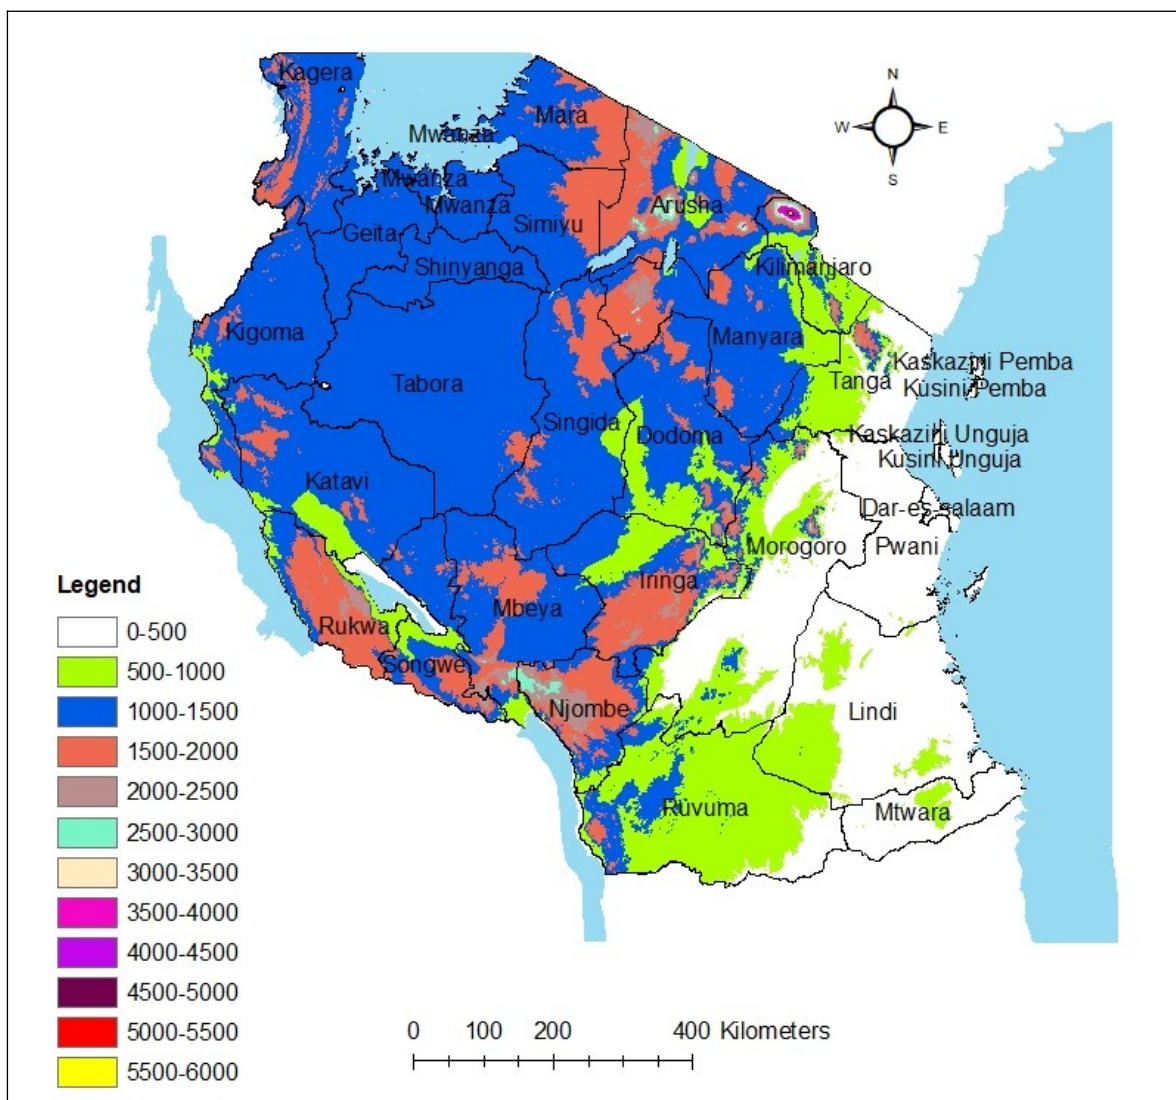 Kagera
N
W
E
S
Mara
Mwanza
Mwanza
Mwanza
Arusha
Simiyu
Geita
Shinyanga
Kilimanjaro
Kigoma
Manyara
Kaskazini Pemba
Tabora
Tanga
Kusini Pemba
Singida
Dodoma
Kaskazini Unguja
Kusini Unguja
Katavi
Dar-es-salaam
Morogoro
Pwani
Iringa
Mbeya
Rukwa
Songwe
Njombe
Lindi
Ruvuma
Mtwara
Legend
0-500
500-1000
1000-1500
1500-2000
2000-2500
2500-3000
3000-3500
3500-4000
4000-4500
4500-5000
5000-5500
5500-6000
0 100 200 400 Kilometers